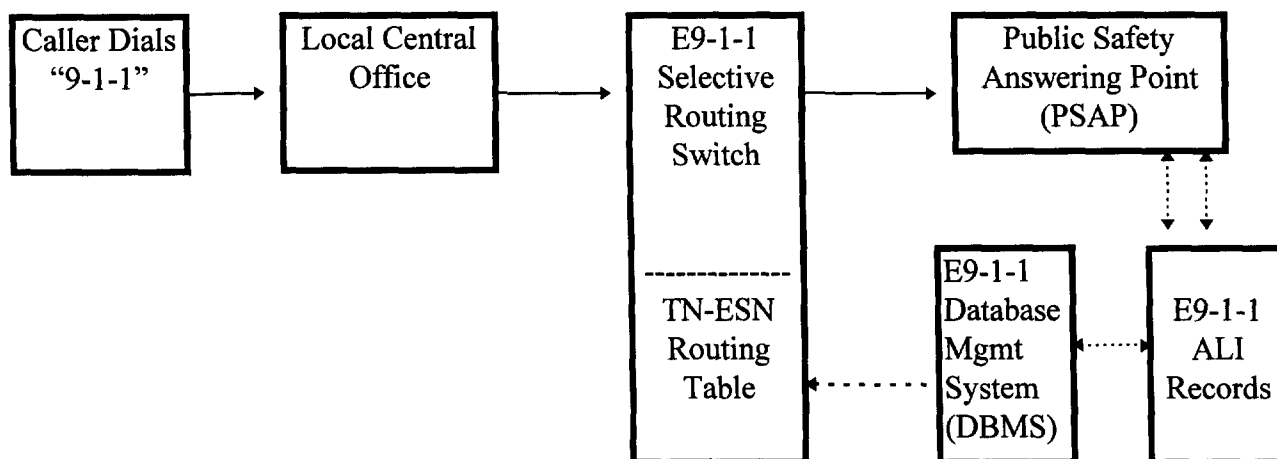 Caller Dials
“9-1-1”
Local Central
Office
E9-1-1
Selective
Routing
Switch
TN-ESN
Routing
Table
Public Safety
Answering Point
(PSAP)
E9-1-1
Database
Mgmt
System
(DBMS)
E9-1-1
ALI
Records